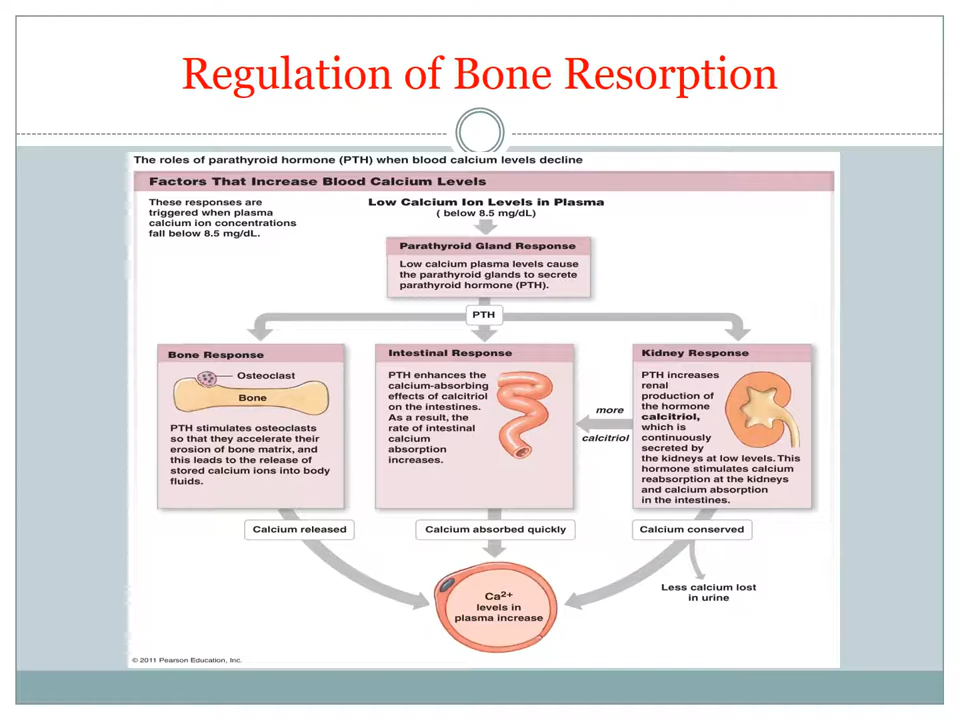 Regulation of Bone Resorption
The roles of parathyroid hormone (PTH) when blood calcium levels decline
Factors That Increase Blood Calcium Levels
These responses are
triggered when plasma
calcium ion concentrations
fall below 8.5 mg/dL.
Low Calcium Ion Levels in Plasma
( below 8.5 mg/dL)
Parathyroid Gland Response
Low calcium plasma levels cause
the parathyroid glands to secrete
parathyroid hormone (PTH).
PTH
Bone Response
Osteoclast
Bone
PTH stimulates osteoclasts
so that they accelerate their
erosion of bone matrix, and
this leads to the release of
stored calcium ions into body
fluids.
Intestinal Response
PTH enhances the
calcium-absorbing
effects of calcitriol
on the intestines.
As a result, the
rate of intestinal
calcium
absorption
increases.
more
calcitriol
Kidney Response
PTH increases
renal
production of
the hormone
calcitriol,
which is
continuously
secreted by
the kidneys at low levels. This
hormone stimulates calcium
reabsorption at the kidneys
and calcium absorption
in the intestines.
Calcium released
Calcium absorbed quickly
Calcium conserved
Less calcium lost
in urine
Ca²⁺
levels in
plasma increase
© 2011 Pearson Education, Inc.